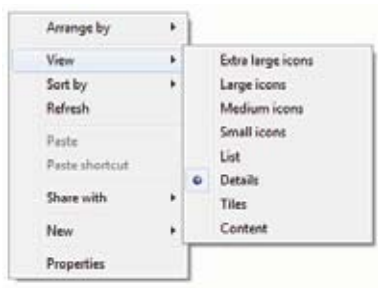 Arrange by
View
Sort by
Refresh
Paste
Paste shortcut
Share with
New
Properties
Extra large icons
Large icons
Medium icons
Small icons
List
Details
Tiles
Content